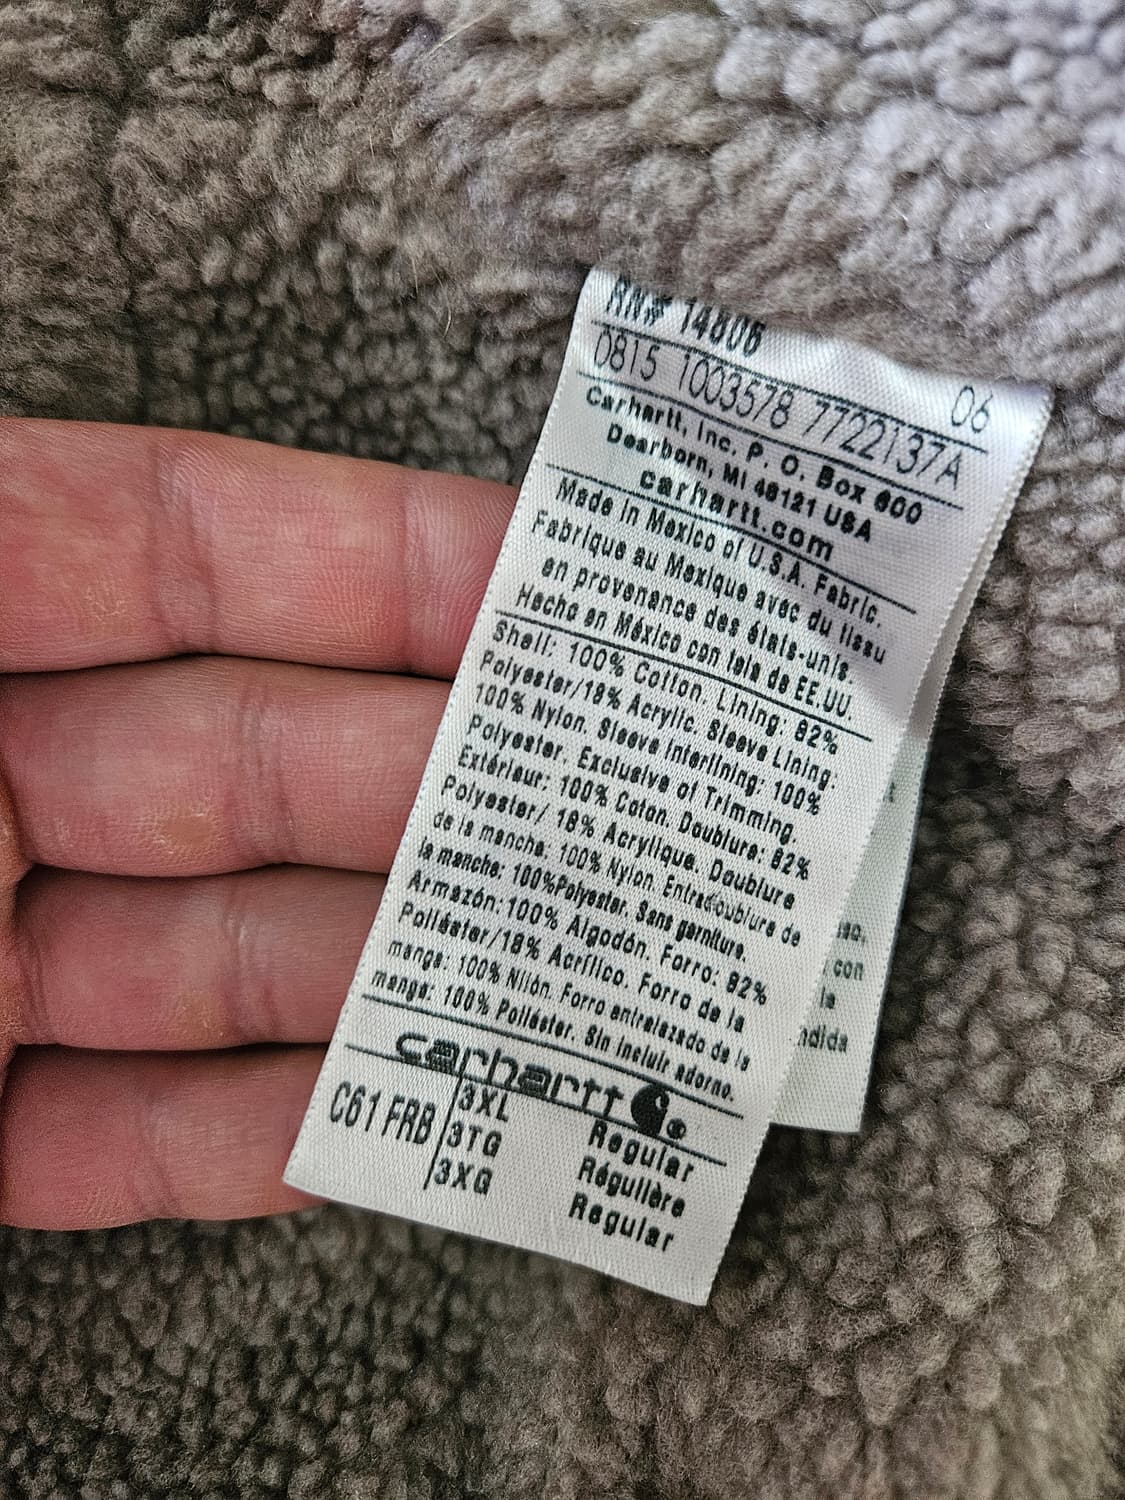 RN# 14806
0815 1003578 7722137A 06
Carhartt, Inc. P. O. Box 600
Dearborn, MI 48121 USA
carhartt.com
Made in Mexico of U.S.A. Fabric.
Fabriqué au Mexique avec du tissu
en provenance des états-unis.
Hecho en México con tela de EE.UU.
Shell: 100% Cotton. Lining: 82%
Polyester/18% Acrylic. Sleeve Lining:
100% Nylon. Sleeve Interlining: 100%
Polyester. Exclusive of Trimming.
Extérieur: 100% Coton. Doublure: 82%
Polyester/ 18% Acrylique. Doublure
de la manche: 100% Nylon. Entredoublure de
la manche: 100%Polyester. Sans garniture.
Armazón:100% Algodón. Forro: 82%
Poliéster/18% Acrílico. Forro de la
manga: 100% Nilón. Forro entrelazado de la
manga: 100% Poliéster. Sin incluir adorno.
carhartt
C61 FRB 3XL Regular
3TG Régulière
3XG Regular
con
la